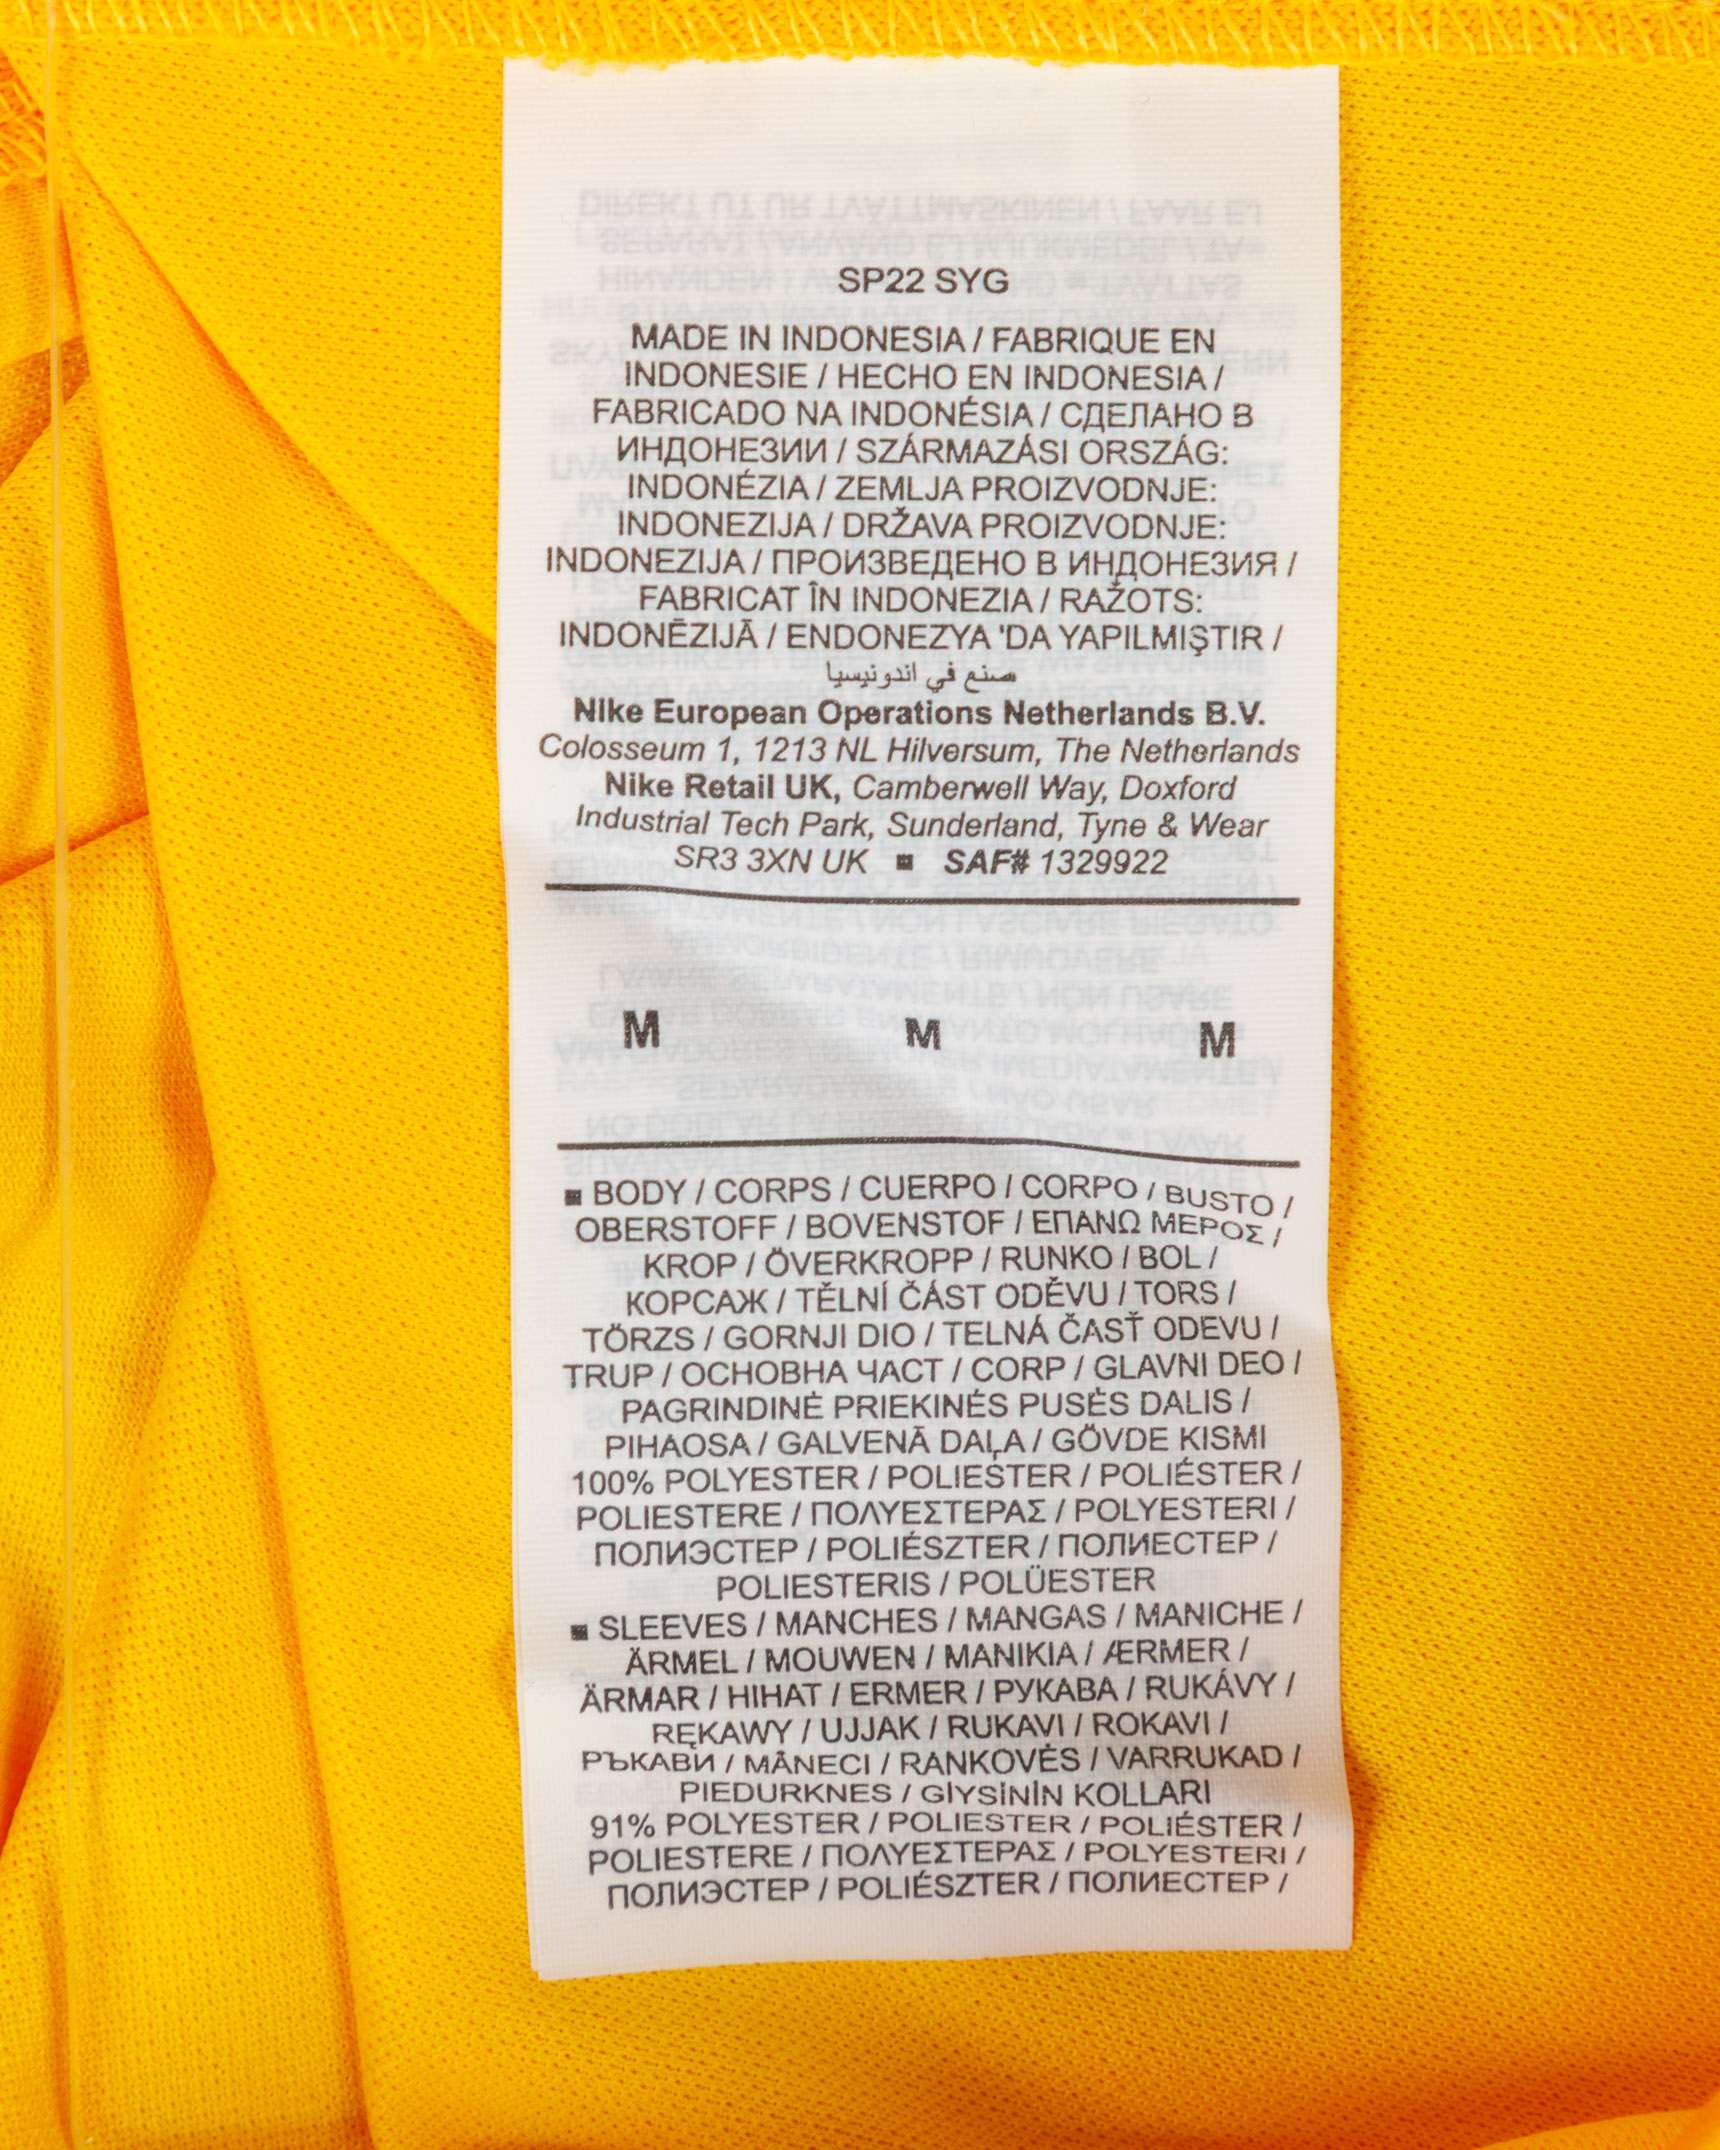 SP22 SYG
MADE IN INDONESIA / FABRIQUE EN
INDONESIE / HECHO EN INDONESIA /
FABRICADO NA INDONÉSIA / СДЕЛАНО В
ИНДОНЕЗИИ / SZÁRMAZÁSI ORSZÁG:
INDONÉZIA / ZEMLJA PROIZVODNJE:
INDONEZIJA / DRŽAVA PROIZVODNJE:
INDONEZIJA / ПРОИЗВЕДЕНО В ИНДОНЕЗИЯ /
FABRICAT ÎN INDONEZIA / RAŽOTS:
INDONĒZIJĀ / ENDONEZYA 'DA YAPILMIŞTIR /
صنع في اندونيسيا
Nike European Operations Netherlands B.V.
Colosseum 1, 1213 NL Hilversum, The Netherlands
Nike Retail UK, Camberwell Way, Doxford
Industrial Tech Park, Sunderland, Tyne & Wear
SR3 3XN UK ▪ SAF# 1329922
M M M
▪ BODY / CORPS / CUERPO / CORPO / BUSTO /
OBERSTOFF / BOVENSTOF / ΕΠΑΝΩ ΜΕΡΟΣ /
KROP / ÖVERKROPP / RUNKO / BOL /
КОРСАЖ / TĚLNÍ ČÁST ODĚVU / TORS /
TÖRZS / GORNJI DIO / TELNÁ ČASŤ ODEVU /
TRUP / ОСНОВНА ЧАСТ / CORP / GLAVNI DEO /
PAGRINDINĖ PRIEKINĖS PUSĖS DALIS /
PIHAOSA / GALVENĀ DAĻA / GÖVDE KISMI
100% POLYESTER / POLIESTER / POLIÉSTER /
POLIESTERE / ΠΟΛΥΕΣΤΕΡΑΣ / POLYESTERI /
ПОЛИЭСТЕР / POLIÉSZTER / ПОЛИЕСТЕР /
POLIESTERIS / POLÜESTER
▪ SLEEVES / MANCHES / MANGAS / MANICHE /
ÄRMEL / MOUWEN / MANIKIA / ÆRMER /
ÄRMAR / HIHAT / ERMER / РУКАВА / RUKÁVY /
RĘKAWY / UJJAK / RUKAVI / ROKAVI /
РЪКАВИ / MÂNECI / RANKOVĖS / VARRUKAD /
PIEDURKNES / GİYSİNİN KOLLARI
91% POLYESTER / POLIESTER / POLIÉSTER /
POLIESTERE / ΠΟΛΥΕΣΤΕΡΑΣ / POLYESTERI /
ПОЛИЭСТЕР / POLIÉSZTER / ПОЛИЕСТЕР /